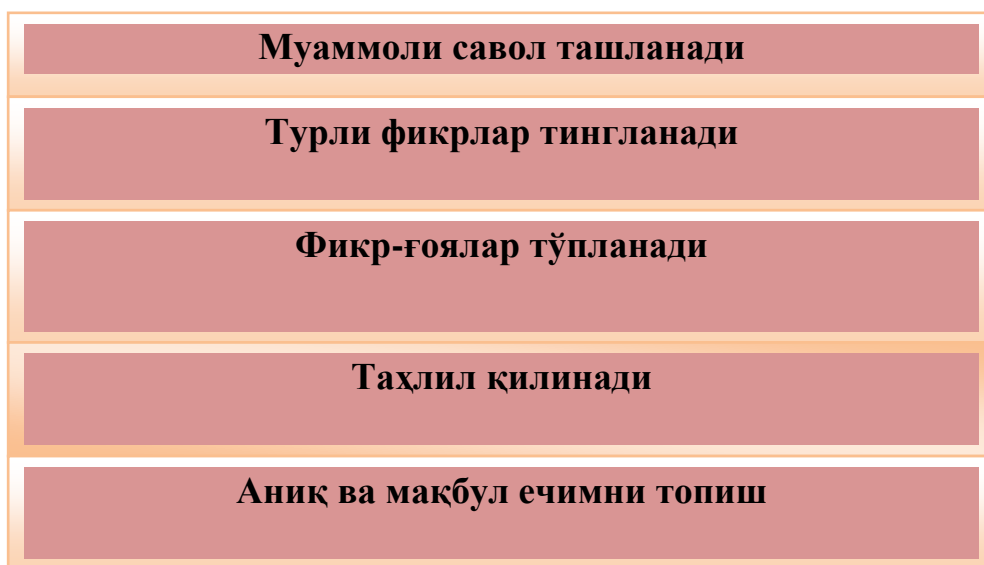 Муаммоли савол ташланади
Турли фикрлар тингланади
Фикр-ғоялар тўпланади
Таҳлил қилинади
Аниқ ва мақбул ечимни топиш